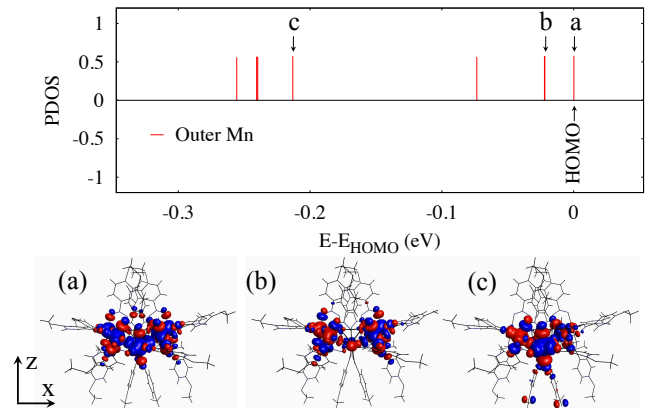 1
0.5
0
-0.5
-1
PDOS
c
b
a
Outer Mn
HOMO
-0.3
-0.2
-0.1
0
E-E_HOMO (eV)
(a)
(b)
(c)
Z
X